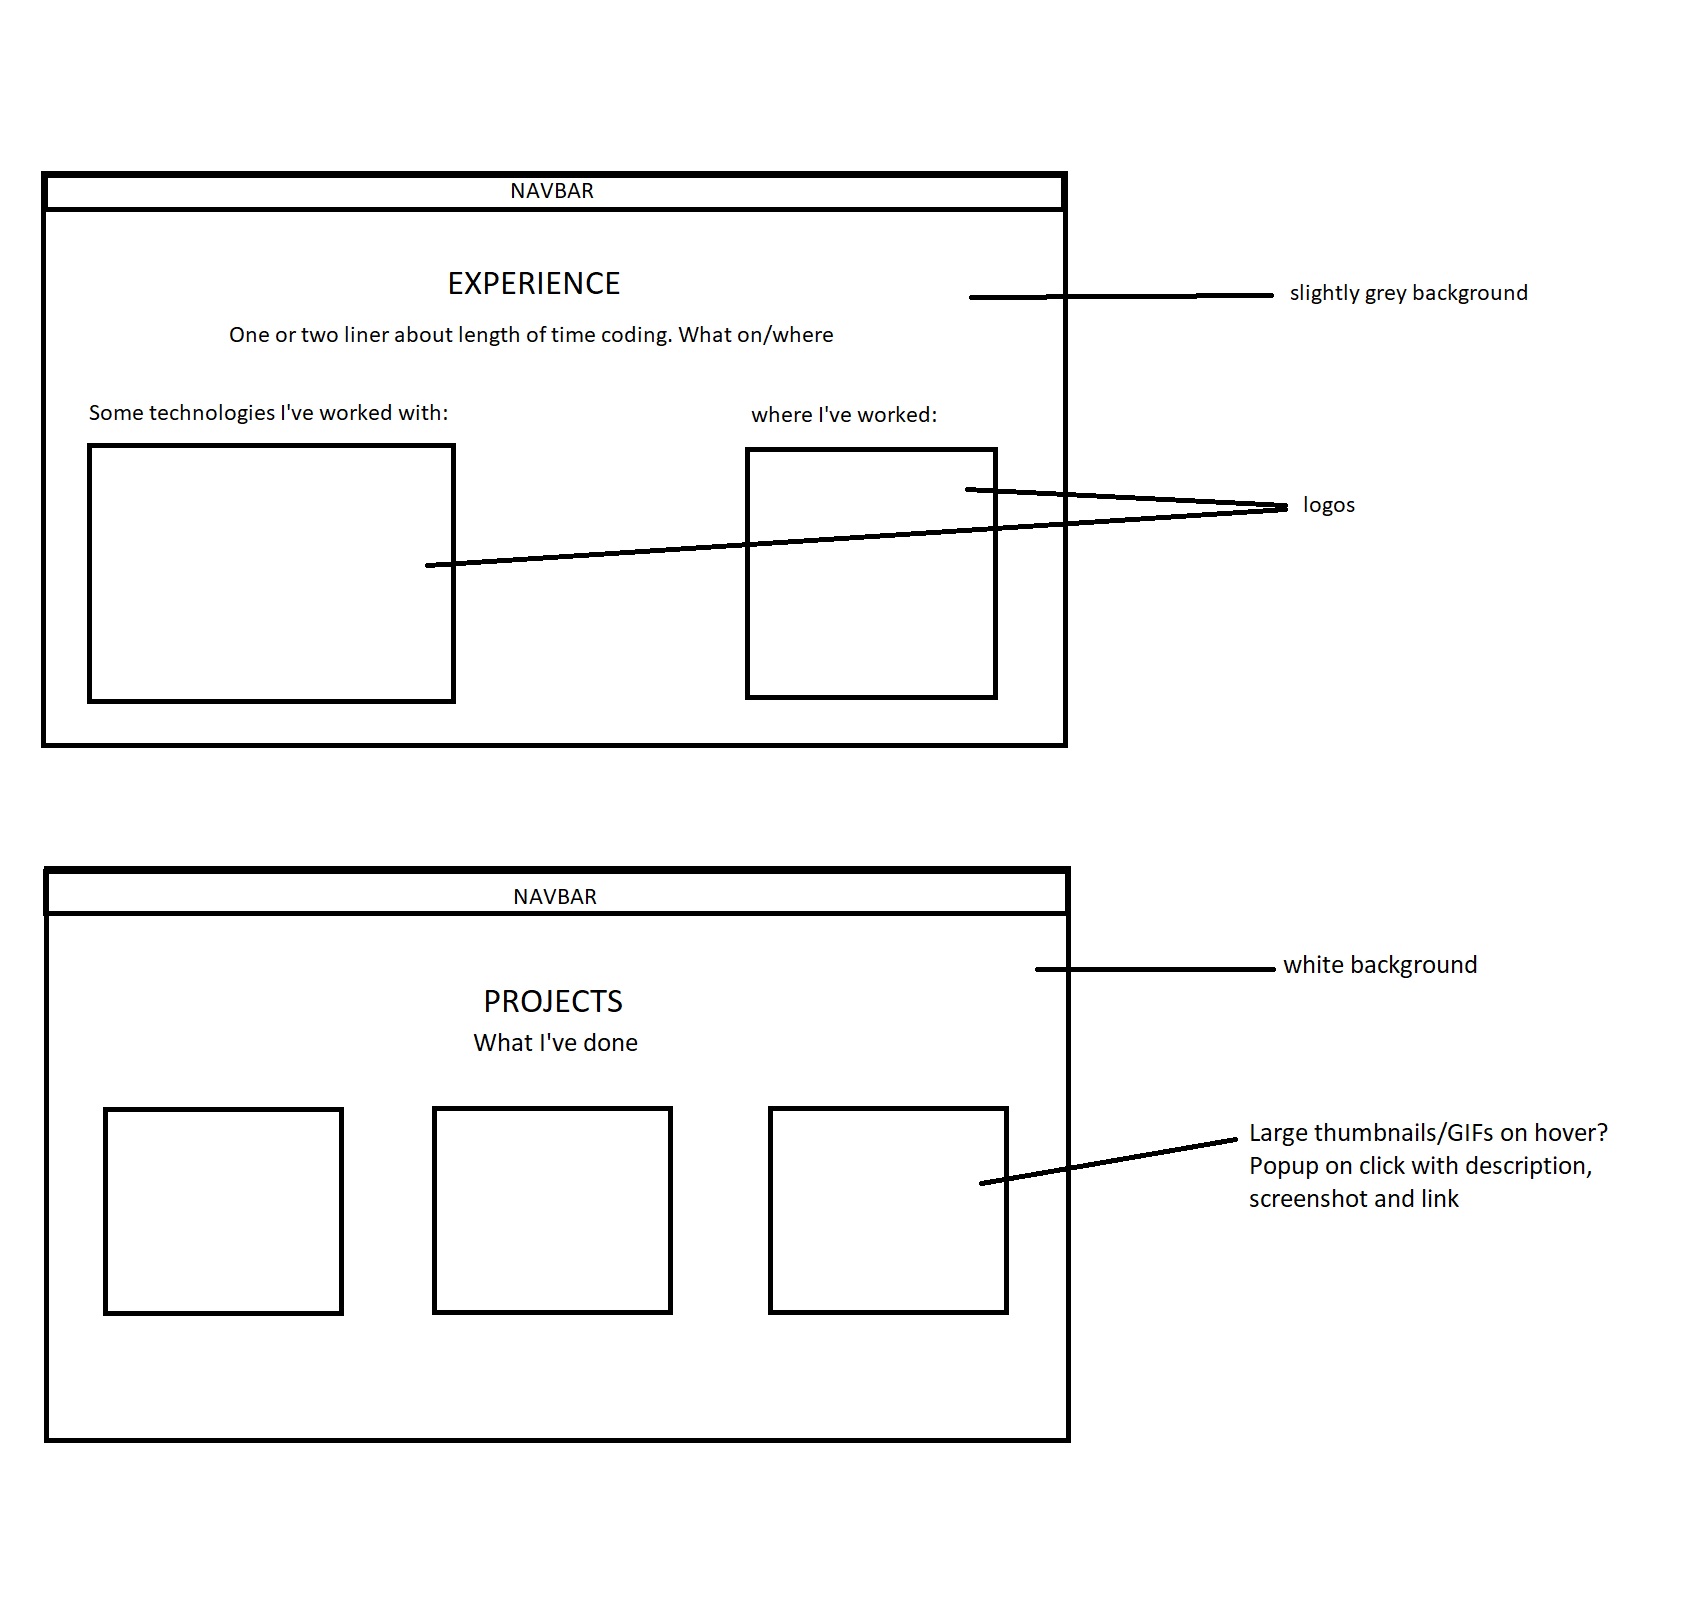 NAVBAR
EXPERIENCE
slightly grey background
One or two liner about length of time coding. What on/where
Some technologies I've worked with:
where I've worked:
logos
NAVBAR
white background
PROJECTS
What I've done
Large thumbnails/GIFs on hover?
Popup on click with description,
screenshot and link